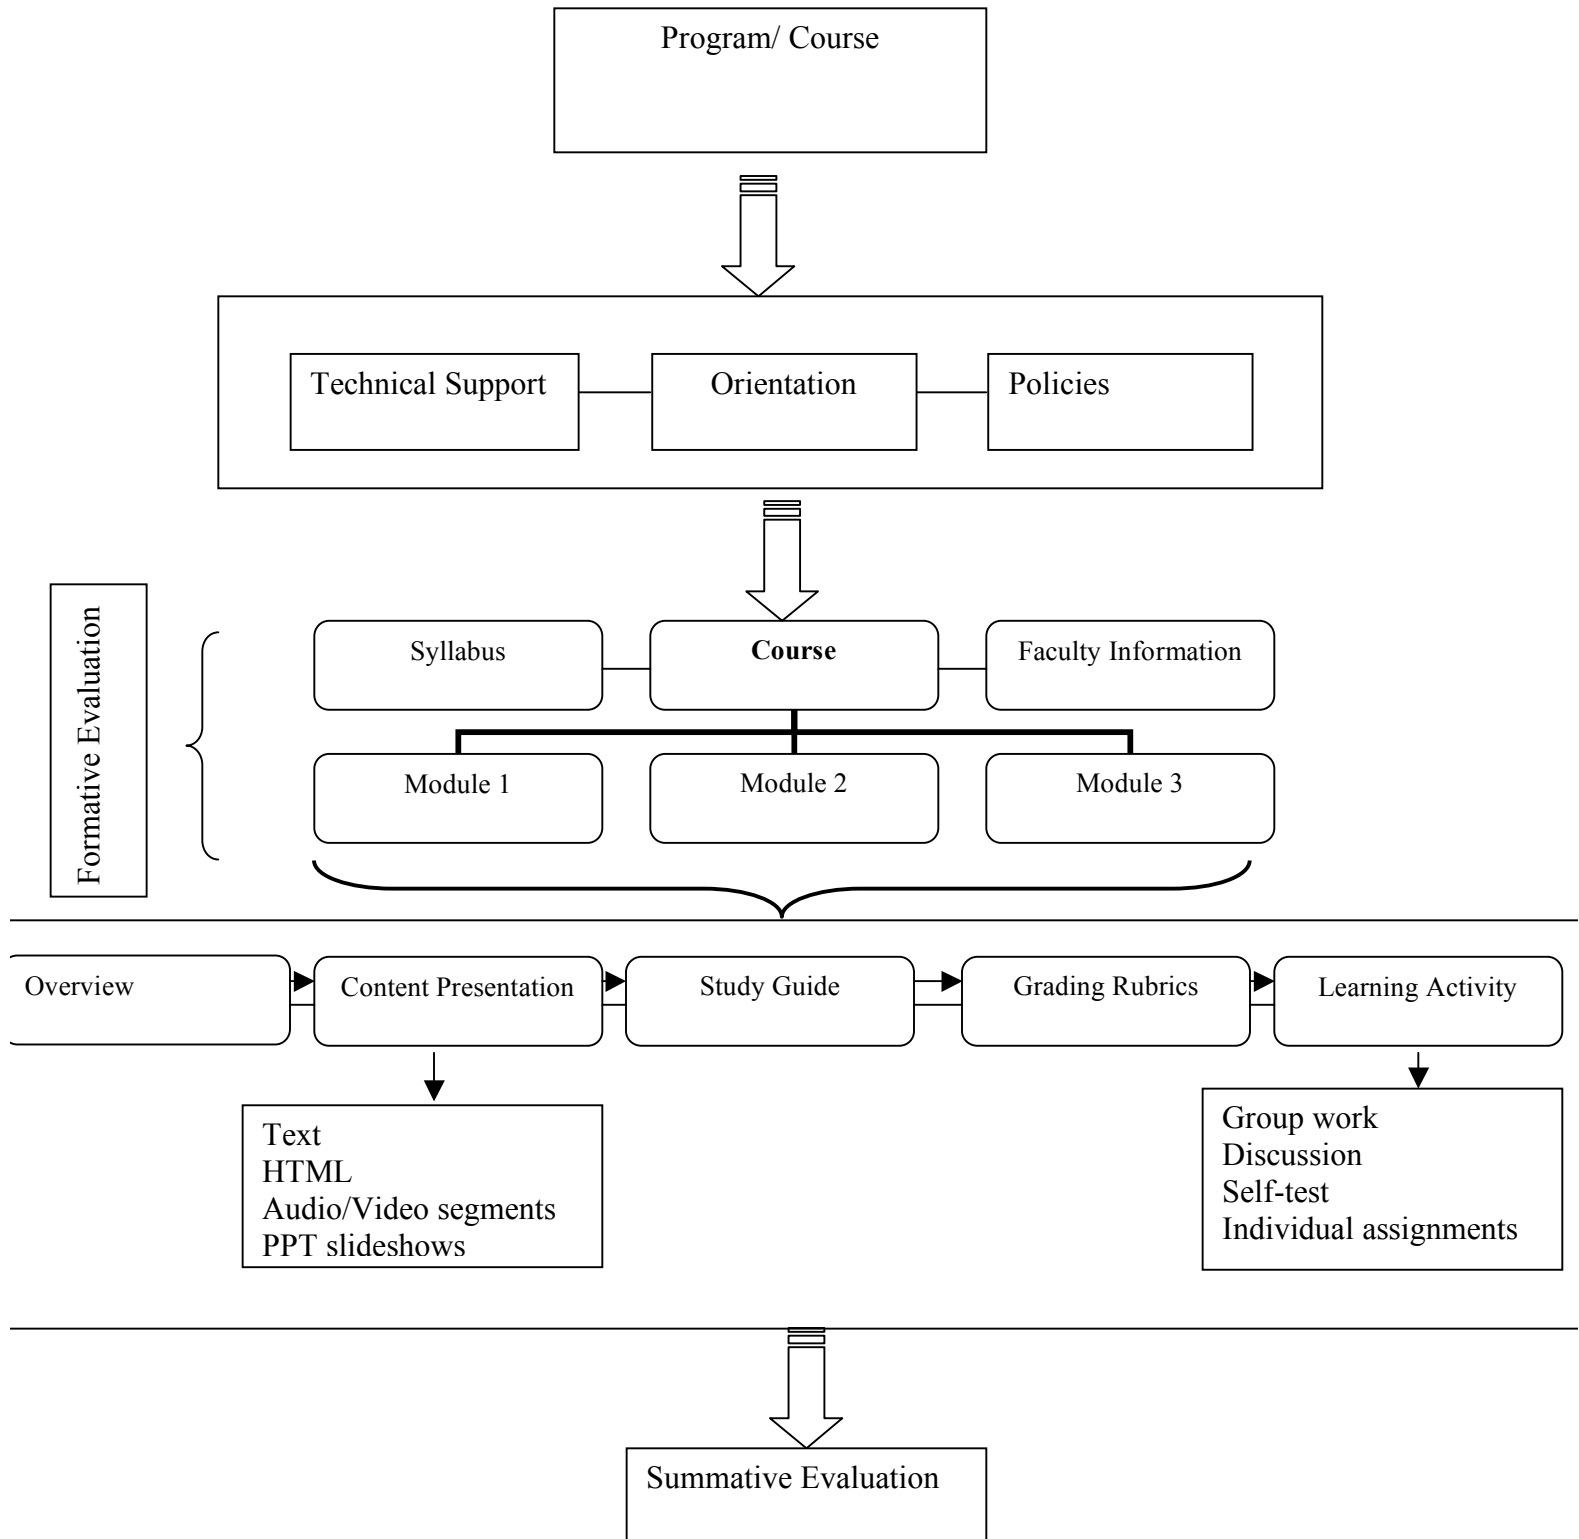 Program/ Course
Technical Support
Orientation
Policies
Formative Evaluation
Syllabus
Course
Faculty Information
Module 1
Module 2
Module 3
Overview
Content Presentation
Study Guide
Grading Rubrics
Learning Activity
Text
HTML
Audio/Video segments
PPT slideshows
Group work
Discussion
Self-test
Individual assignments
Summative Evaluation